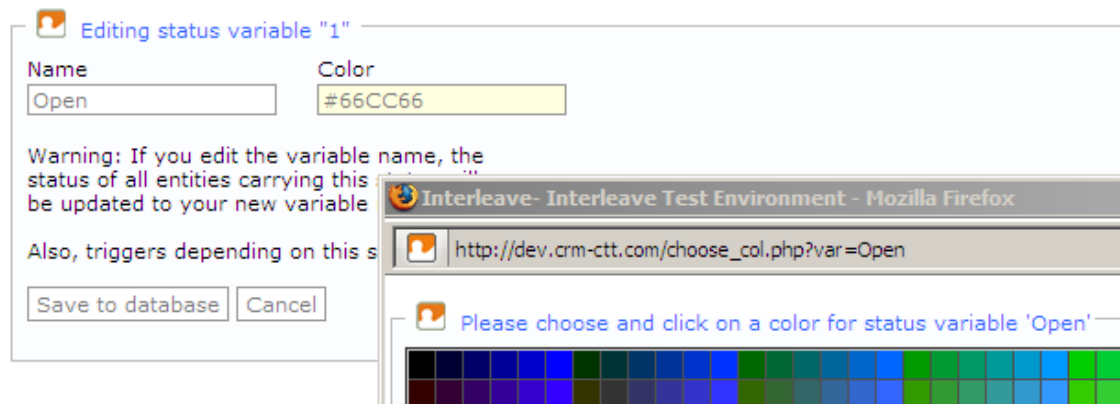 Editing status variable "1"
Name Color
Open #66CC66
Warning: If you edit the variable name, the
status of all entities carrying this
be updated to your new variable
Also, triggers depending on this s
Save to database Cancel
Interleave- Interleave Test Environment - Mozilla Firefox
http://dev.crm-ctt.com/choose_col.php?var=Open
Please choose and click on a color for status variable 'Open'